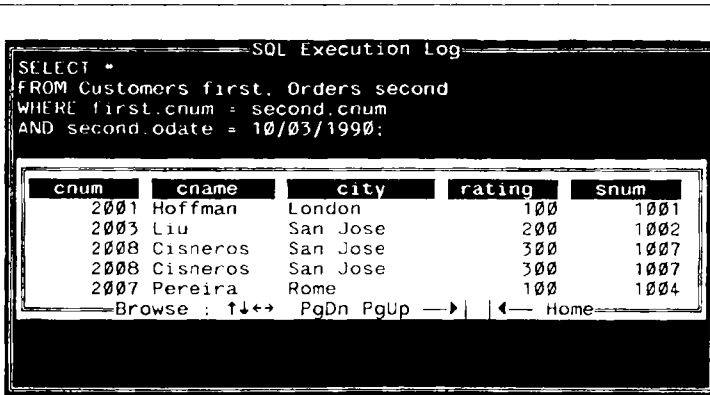 SQL Execution Log
SELECT *
FROM Customers first, Orders second
WHERE first.cnum = second.cnum
AND second.odate = 10/03/1990;
cnum cname city rating snum
2001 Hoffman London 100 1001
2003 Liu San Jose 200 1002
2008 Cisneros San Jose 300 1007
2008 Cisneros San Jose 300 1007
2007 Pereira Rome 100 1004
Browse : ↑↓←→ PgDn PgUp —▶| |◀— Home